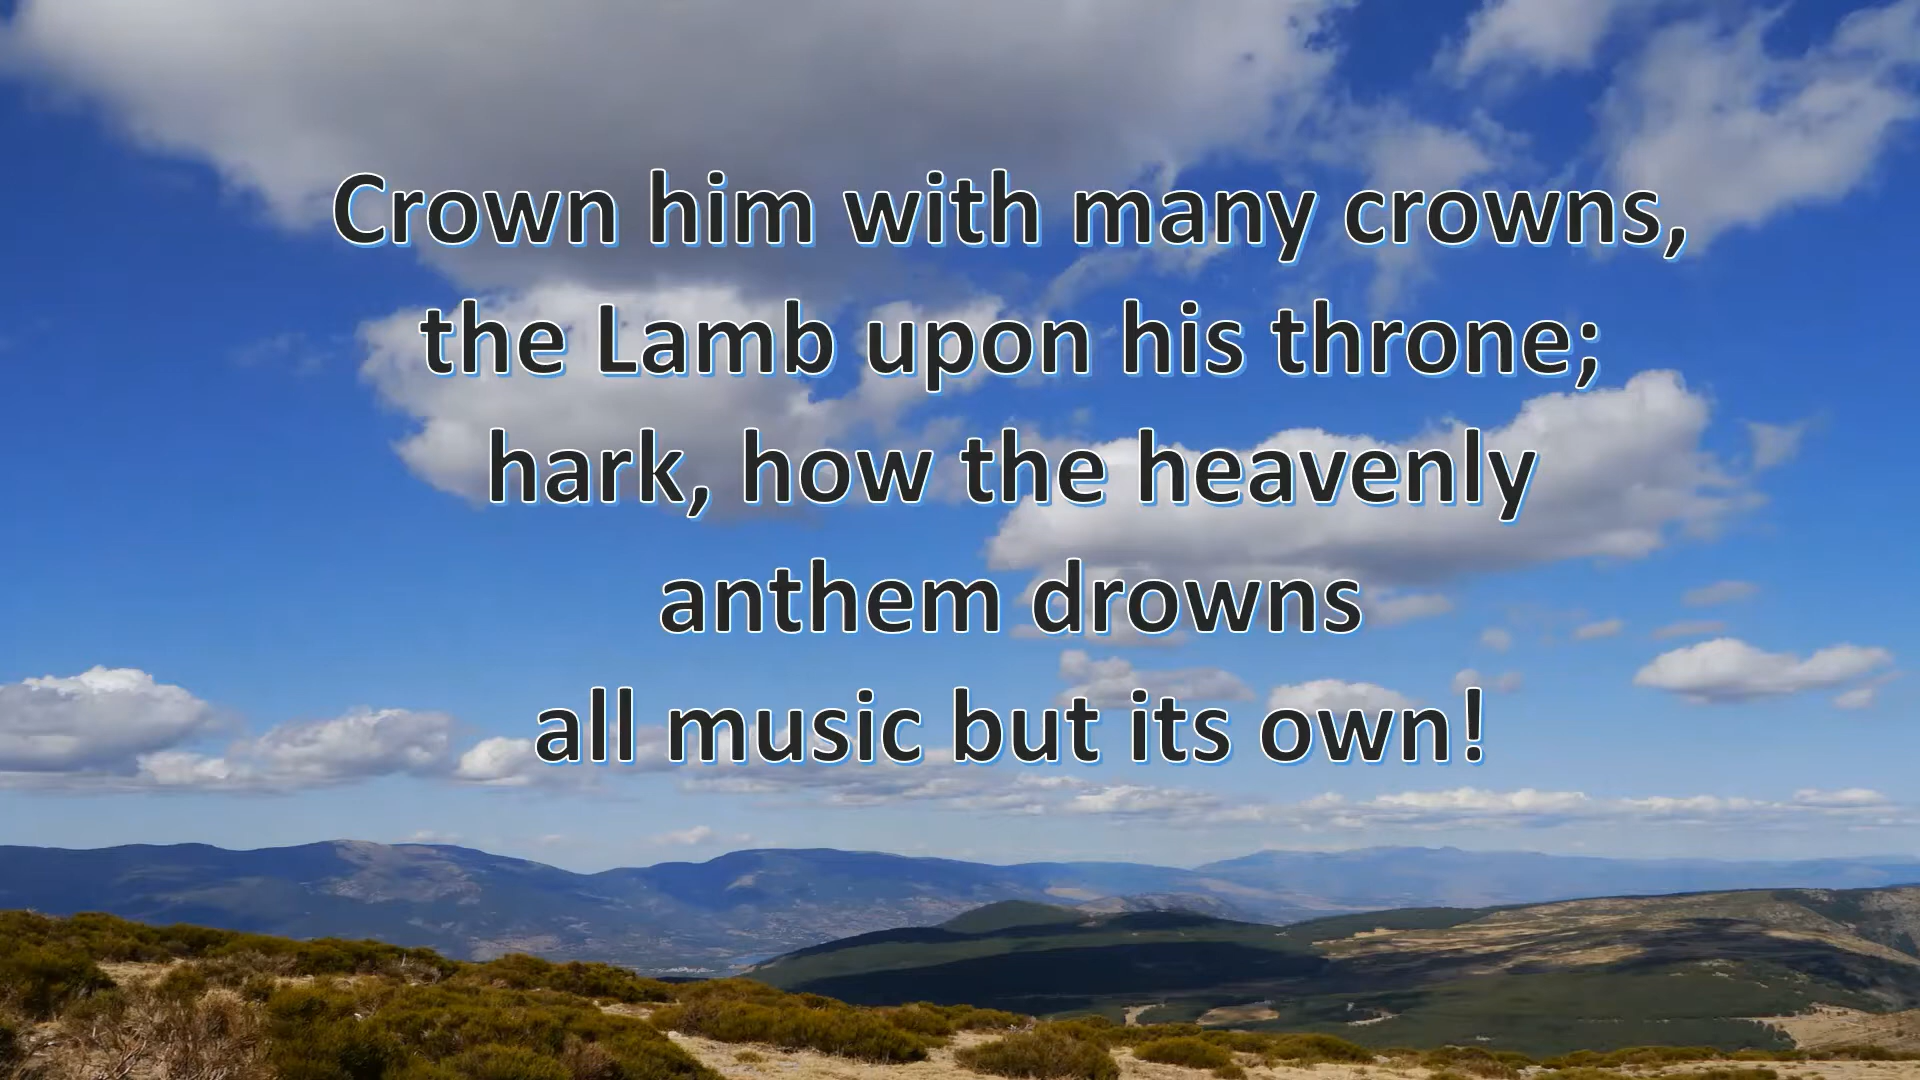 Crown him with many crowns,
the Lamb upon his throne;
hark, how the heavenly
anthem drowns
all music but its own!